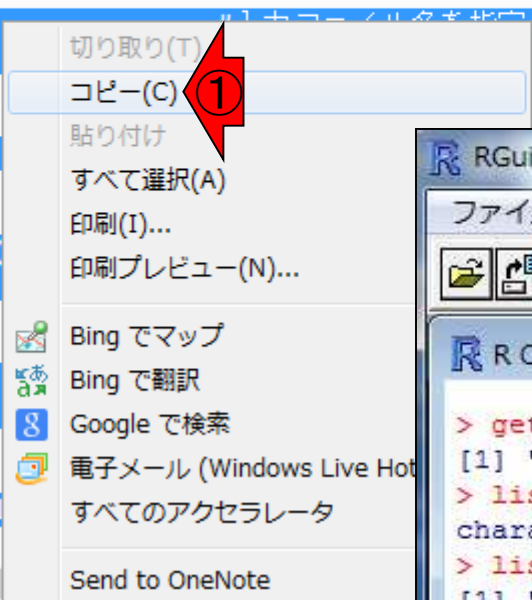 切り取り(T)
コピー(C)
①
貼り付け
すべて選択(A)
印刷(I)...
印刷プレビュー(N)...
Bing でマップ
Bing で翻訳
Google で検索
電子メール (Windows Live Hot
すべてのアクセラレータ
Send to OneNote
RGui
ファイ
R C
> get
[1] "
> lis
chara
> lis
[1] "